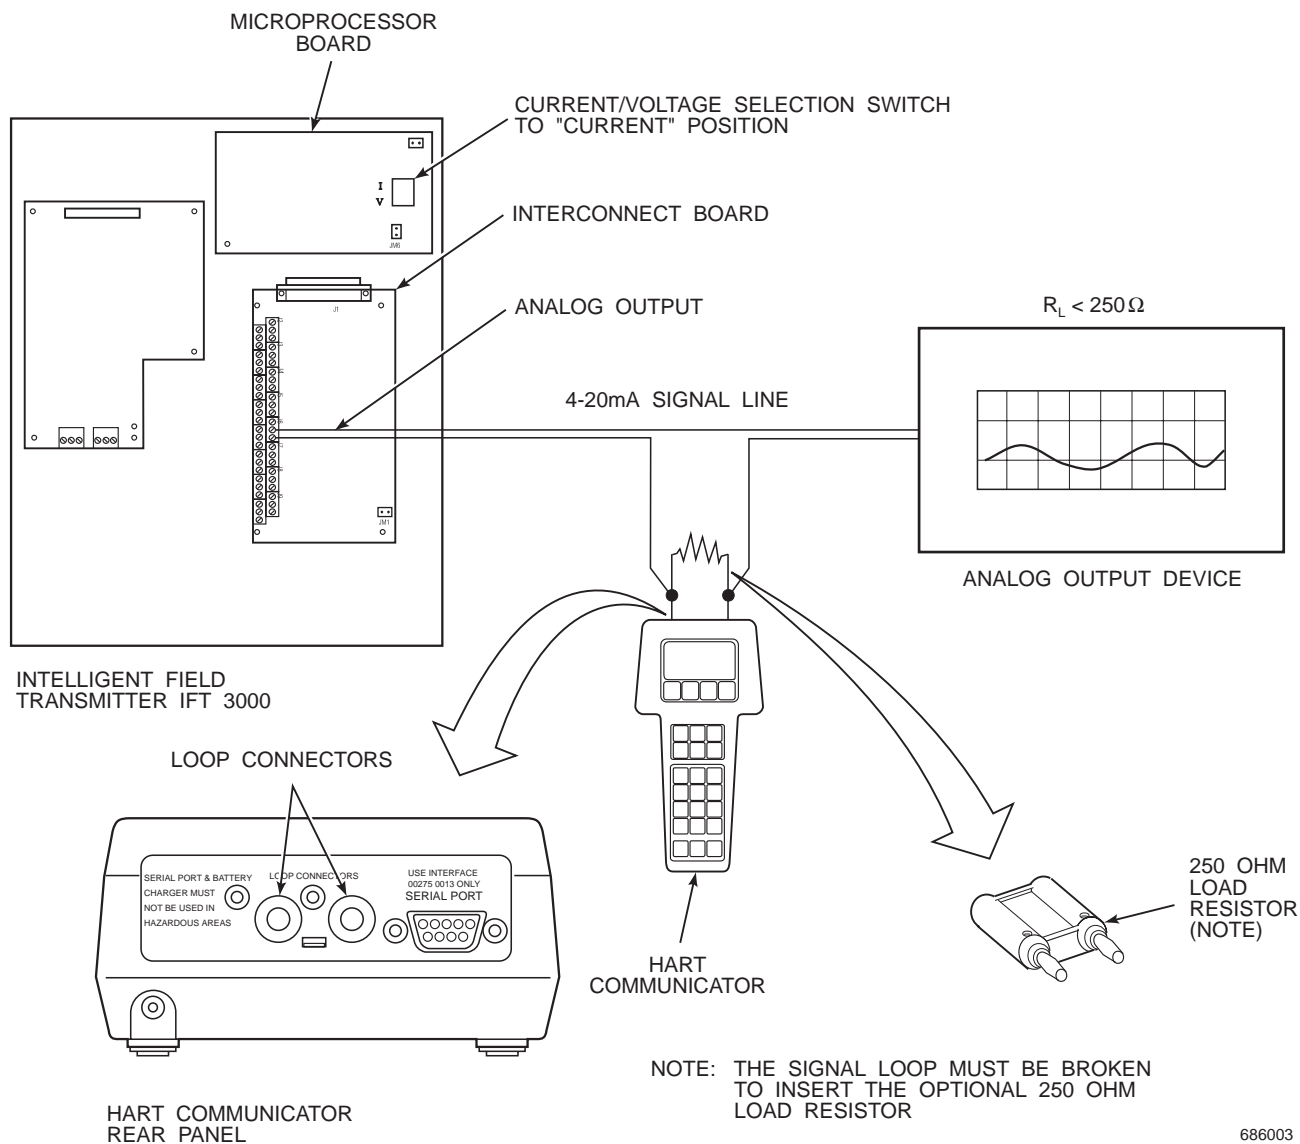 MICROPROCESSOR
BOARD
CURRENT/VOLTAGE SELECTION SWITCH
TO "CURRENT" POSITION
I
V
JM6
INTERCONNECT BOARD
J1
ANALOG OUTPUT
4-20mA SIGNAL LINE
RL < 250Ω
JM1
ANALOG OUTPUT DEVICE
INTELLIGENT FIELD
TRANSMITTER IFT 3000
LOOP CONNECTORS
SERIAL PORT & BATTERY
CHARGER MUST
NOT BE USED IN
HAZARDOUS AREAS
LOOP CONNECTORS
USE INTERFACE
00275 0013 ONLY
SERIAL PORT
HART
COMMUNICATOR
250 OHM
LOAD
RESISTOR
(NOTE)
NOTE: THE SIGNAL LOOP MUST BE BROKEN
TO INSERT THE OPTIONAL 250 OHM
LOAD RESISTOR
HART COMMUNICATOR
REAR PANEL
686003